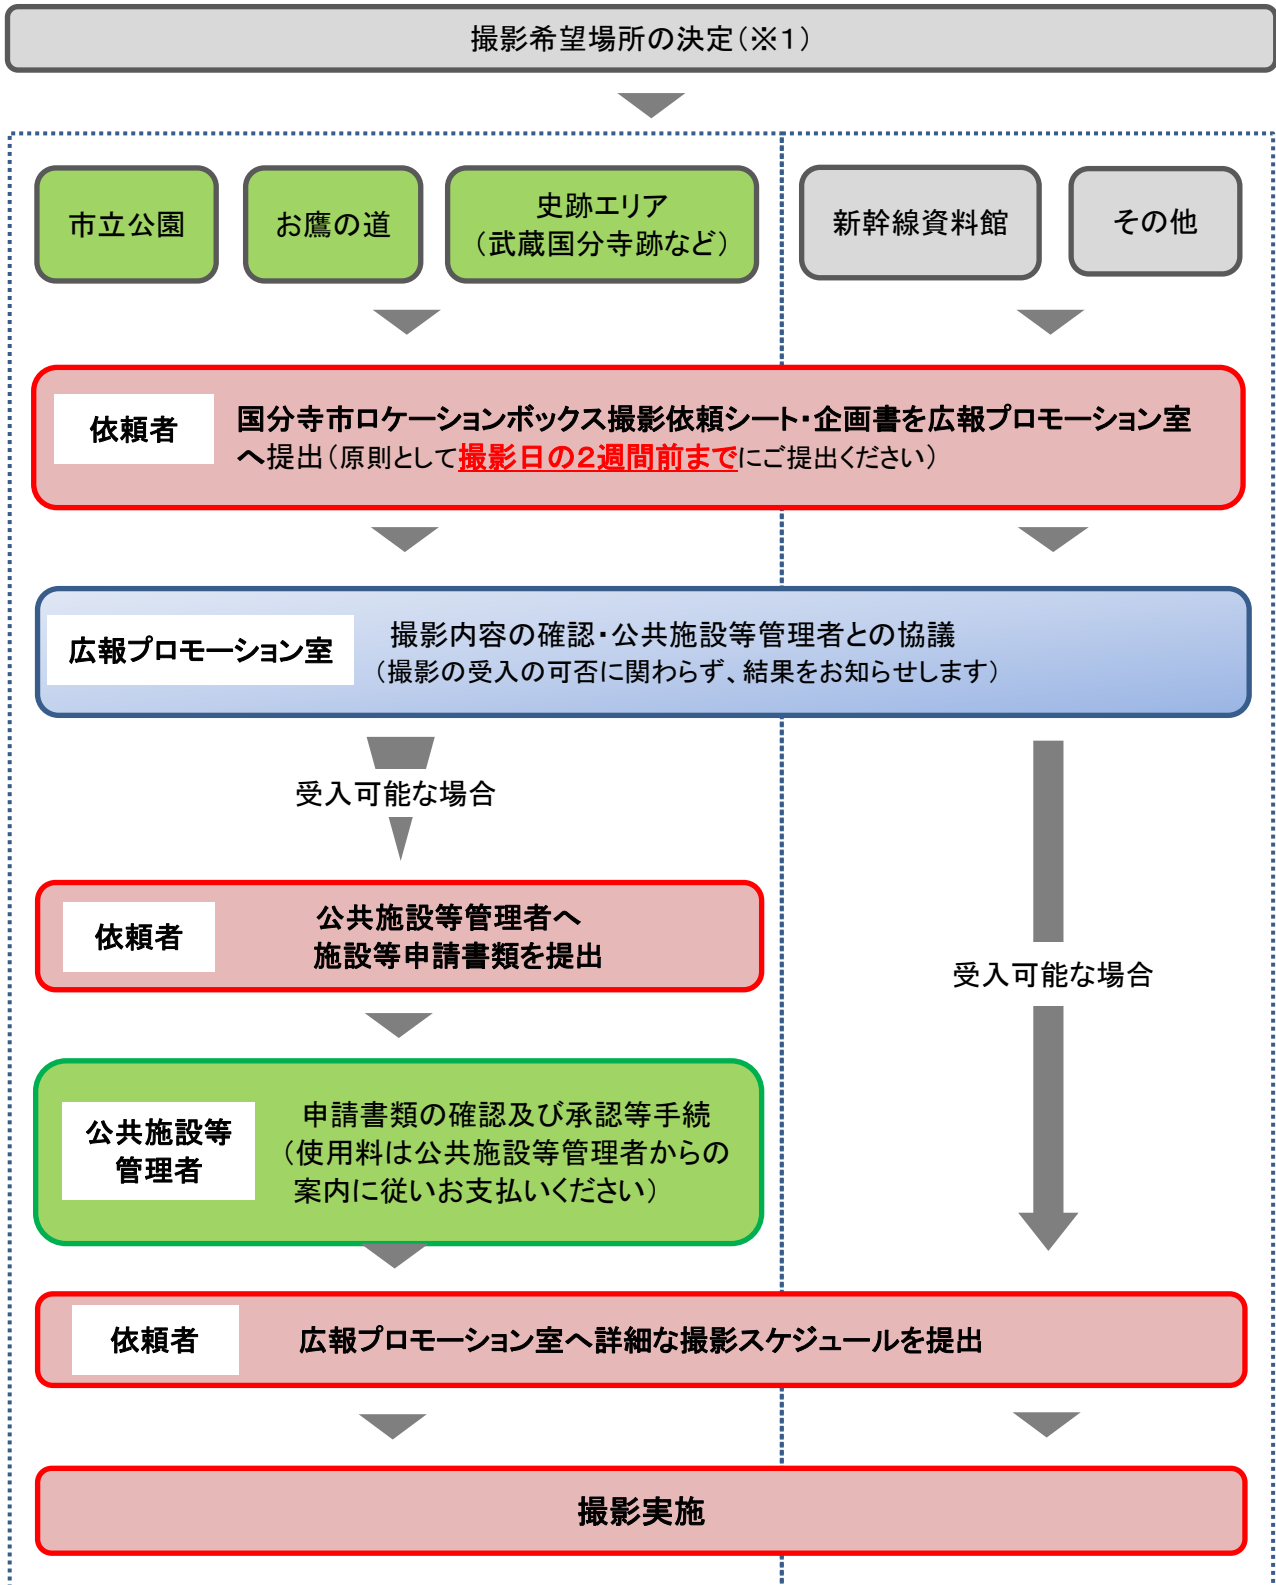 撮影希望場所の決定（※１）
市立公園
お鷹の道
史跡エリア
（武蔵国分寺跡など）
新幹線資料館
その他
依頼者
国分寺市ロケーションボックス撮影依頼シート・企画書を広報プロモーション室
へ提出（原則として撮影日の２週間前までにご提出ください）
広報プロモーション室
撮影内容の確認・公共施設等管理者との協議
（撮影の受入の可否に関わらず、結果をお知らせします）
受入可能な場合
依頼者
公共施設等管理者へ
施設等申請書類を提出
受入可能な場合
公共施設等
管理者
申請書類の確認及び承認等手続
（使用料は公共施設等管理者からの
案内に従いお支払いください）
依頼者
広報プロモーション室へ詳細な撮影スケジュールを提出
撮影実施